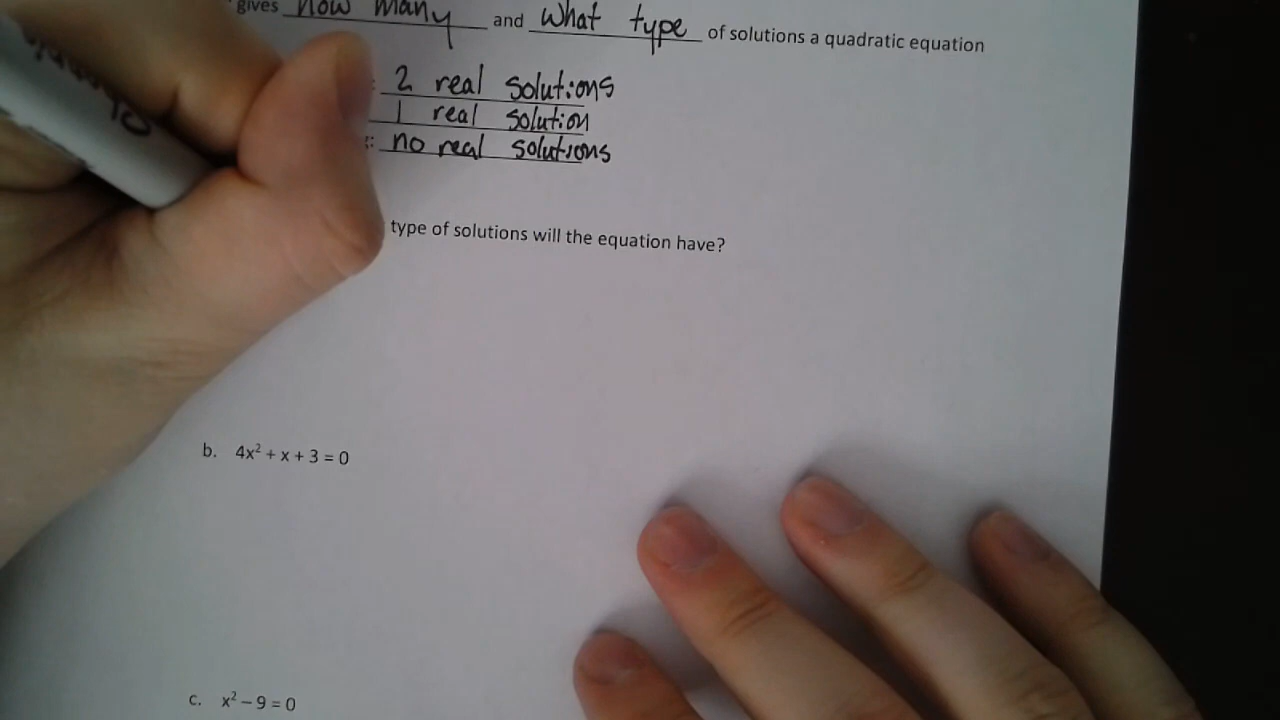 gives how many and what type of solutions a quadratic equation
: 2 real solutions
1 real solution
: no real solutions
type of solutions will the equation have?
b. 4x² + x + 3 = 0
c. x² – 9 = 0